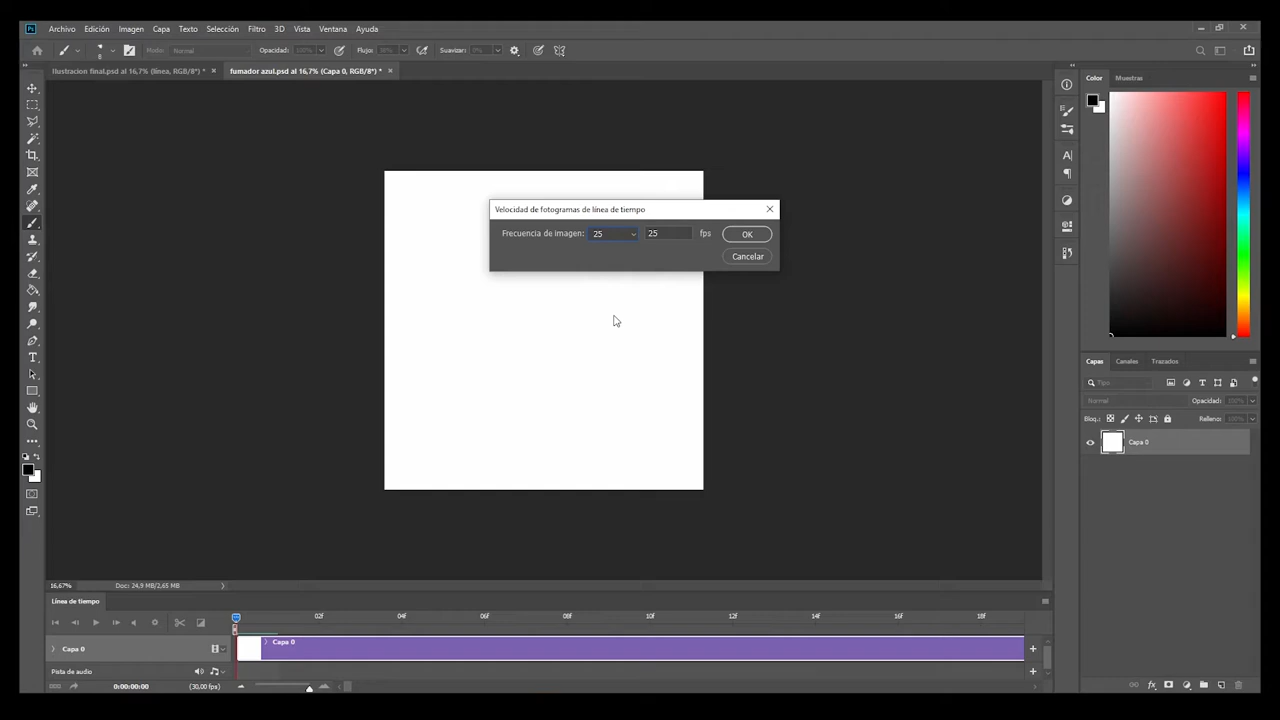 Ps Archivo Edición Imagen Capa Texto Selección Filtro 3D Vista Ventana Ayuda
Modo: Normal Opacidad: 100% Flujo: Suavizar: 0%
Ilustracion final.psd al 16,7% (línea, RGB/8*) * × fumador azul.psd al 16,7% (Capa 0, RGB/8*) * ×
Color Muestras
Velocidad de fotogramas de línea de tiempo
Frecuencia de imagen: 25 25 fps OK
Cancelar
Capas Canales Trazados
Tipo
Normal Opacidad: 100%
Bloq.: Relleno: 100%
Capa 0
16,67% Doc: 24,9 MB/2,65 MB
Línea de tiempo
02F 04F 06F 08F 10F 12F 14F 16F 18F
Capa 0 Capa 0
Pista de audio
0:00:00:00 (30,00 fps)